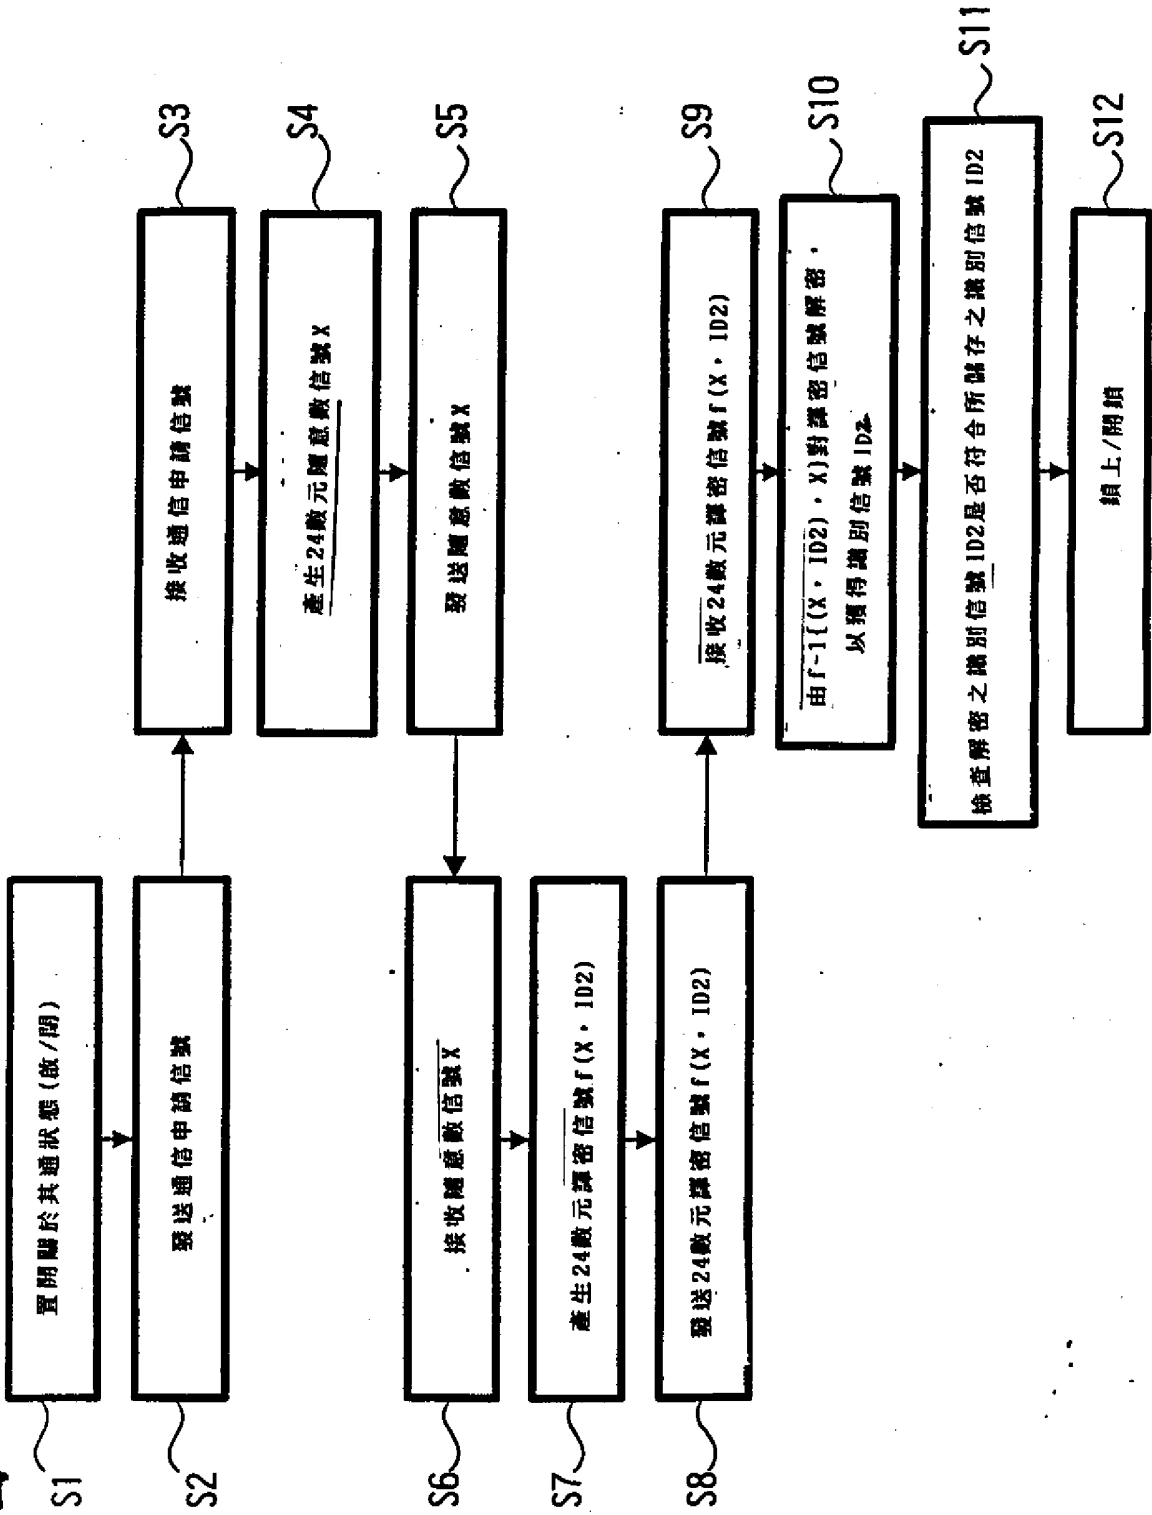 S1
置開關於其通狀態(啟/閉)
S2
發送通信申請信號
S3
接收通信申請信號
S4
產生24數元隨意數信號X
S5
發送隨意數信號X
S6
接收隨意數信號X
S7
產生24數元譯密信號f(X,ID2)
S8
發送24數元譯密信號f(X,ID2)
S9
接收24數元譯密信號f(X,ID2)
S10
由f-1{(X,ID2),X)對譯密信號解密,
以獲得識別信號ID2
S11
檢查解密之識別信號ID2是否符合所儲存之識別信號ID2
S12
鎖上/開鎖